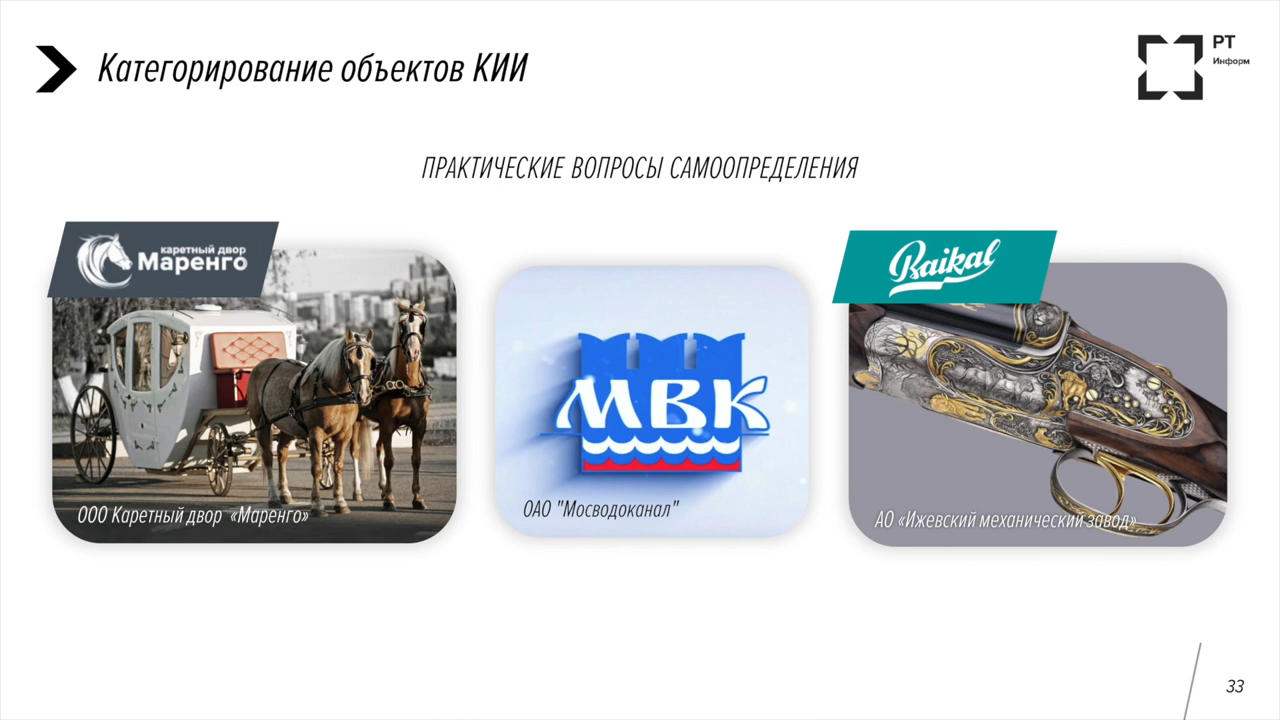 Категорирование объектов КИИ
РТ
Информ
ПРАКТИЧЕСКИЕ ВОПРОСЫ САМООПРЕДЕЛЕНИЯ
каретный двор
Маренго
ООО Каретный двор «Маренго»
МВК
ОАО "Мосводоканал"
Baikal
АО «Ижевский механический завод»
33